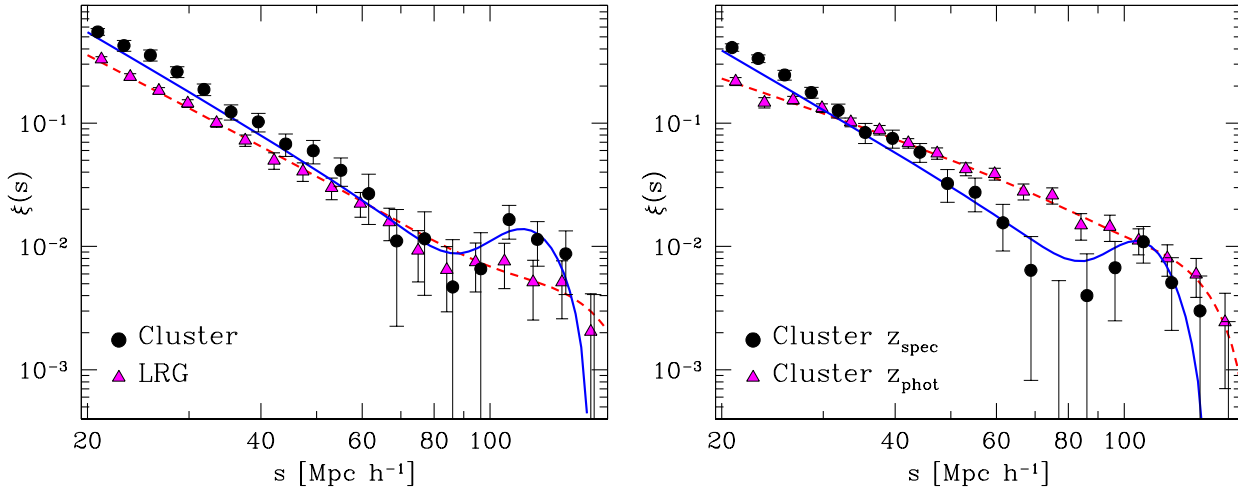 10⁻¹
10⁻²
10⁻³
ξ(s)
Cluster
LRG
20 40 60 80 100
s [Mpc h⁻¹]
10⁻¹
10⁻²
10⁻³
ξ(s)
Cluster z_spec
Cluster z_phot
20 40 60 80 100
s [Mpc h⁻¹]